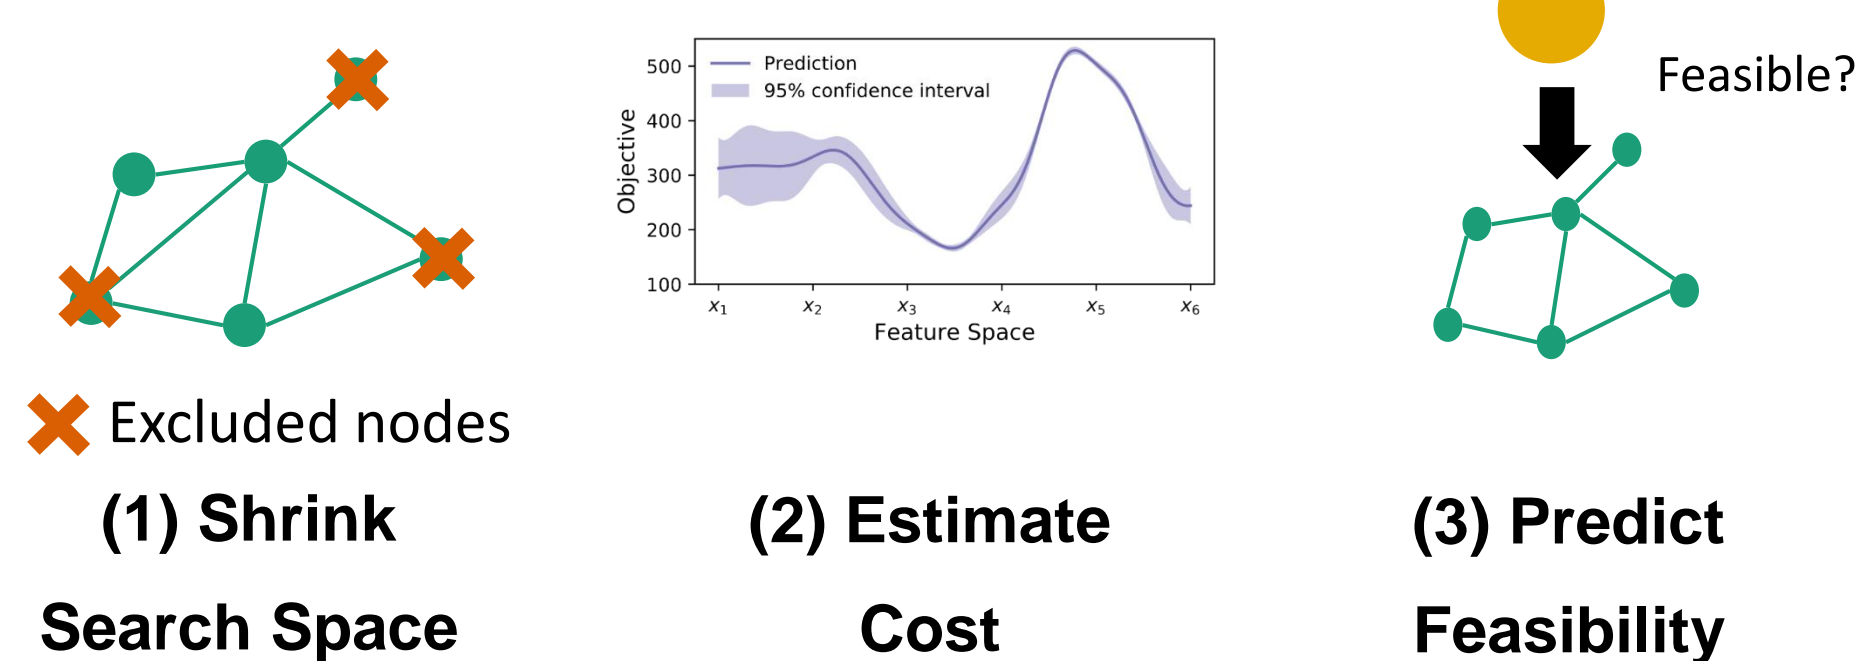 Excluded nodes
(1) Shrink
Search Space
Prediction
95% confidence interval
500
400
300
200
100
Objective
x₁ x₂ x₃ x₄ x₅ x₆
Feature Space
(2) Estimate
Cost
Feasible?
(3) Predict
Feasibility